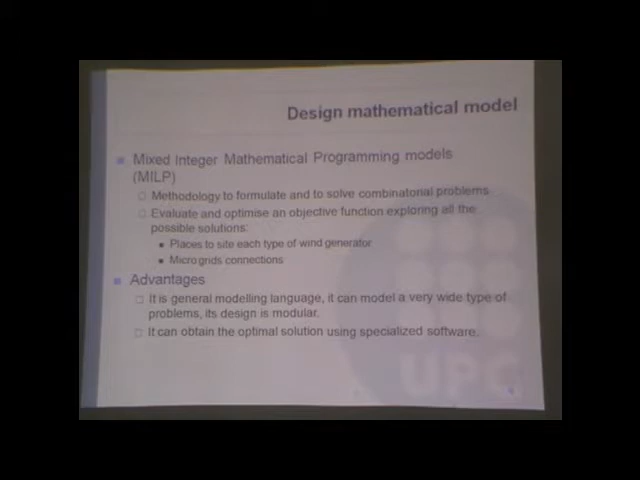 Design mathematical model
Mixed Integer Mathematical Programming models
(MILP)
Methodology to formulate and to solve combinatorial problems
Evaluate and optimise an objective function exploring all the
possible solutions:
Places to site each type of wind generator
Micro grids connections
Advantages
It is general modelling language, it can model a very wide type of
problems, its design is modular.
It can obtain the optimal solution using specialized software.
UPC